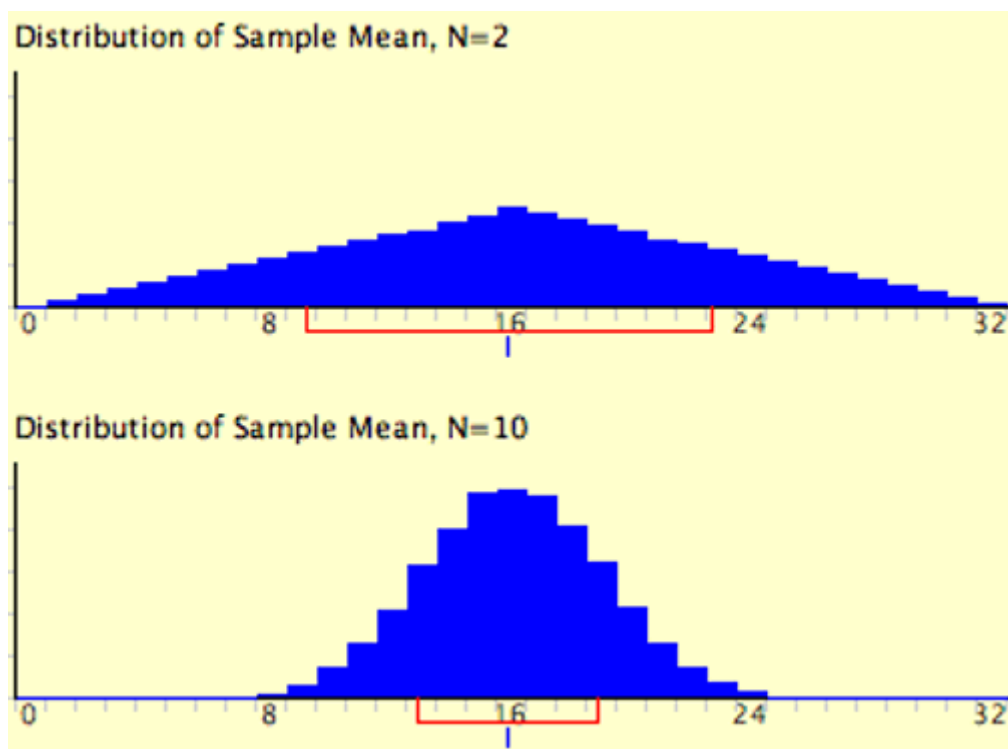 Distribution of Sample Mean, N=2
0 8 16 24 32
Distribution of Sample Mean, N=10
0 8 16 24 32